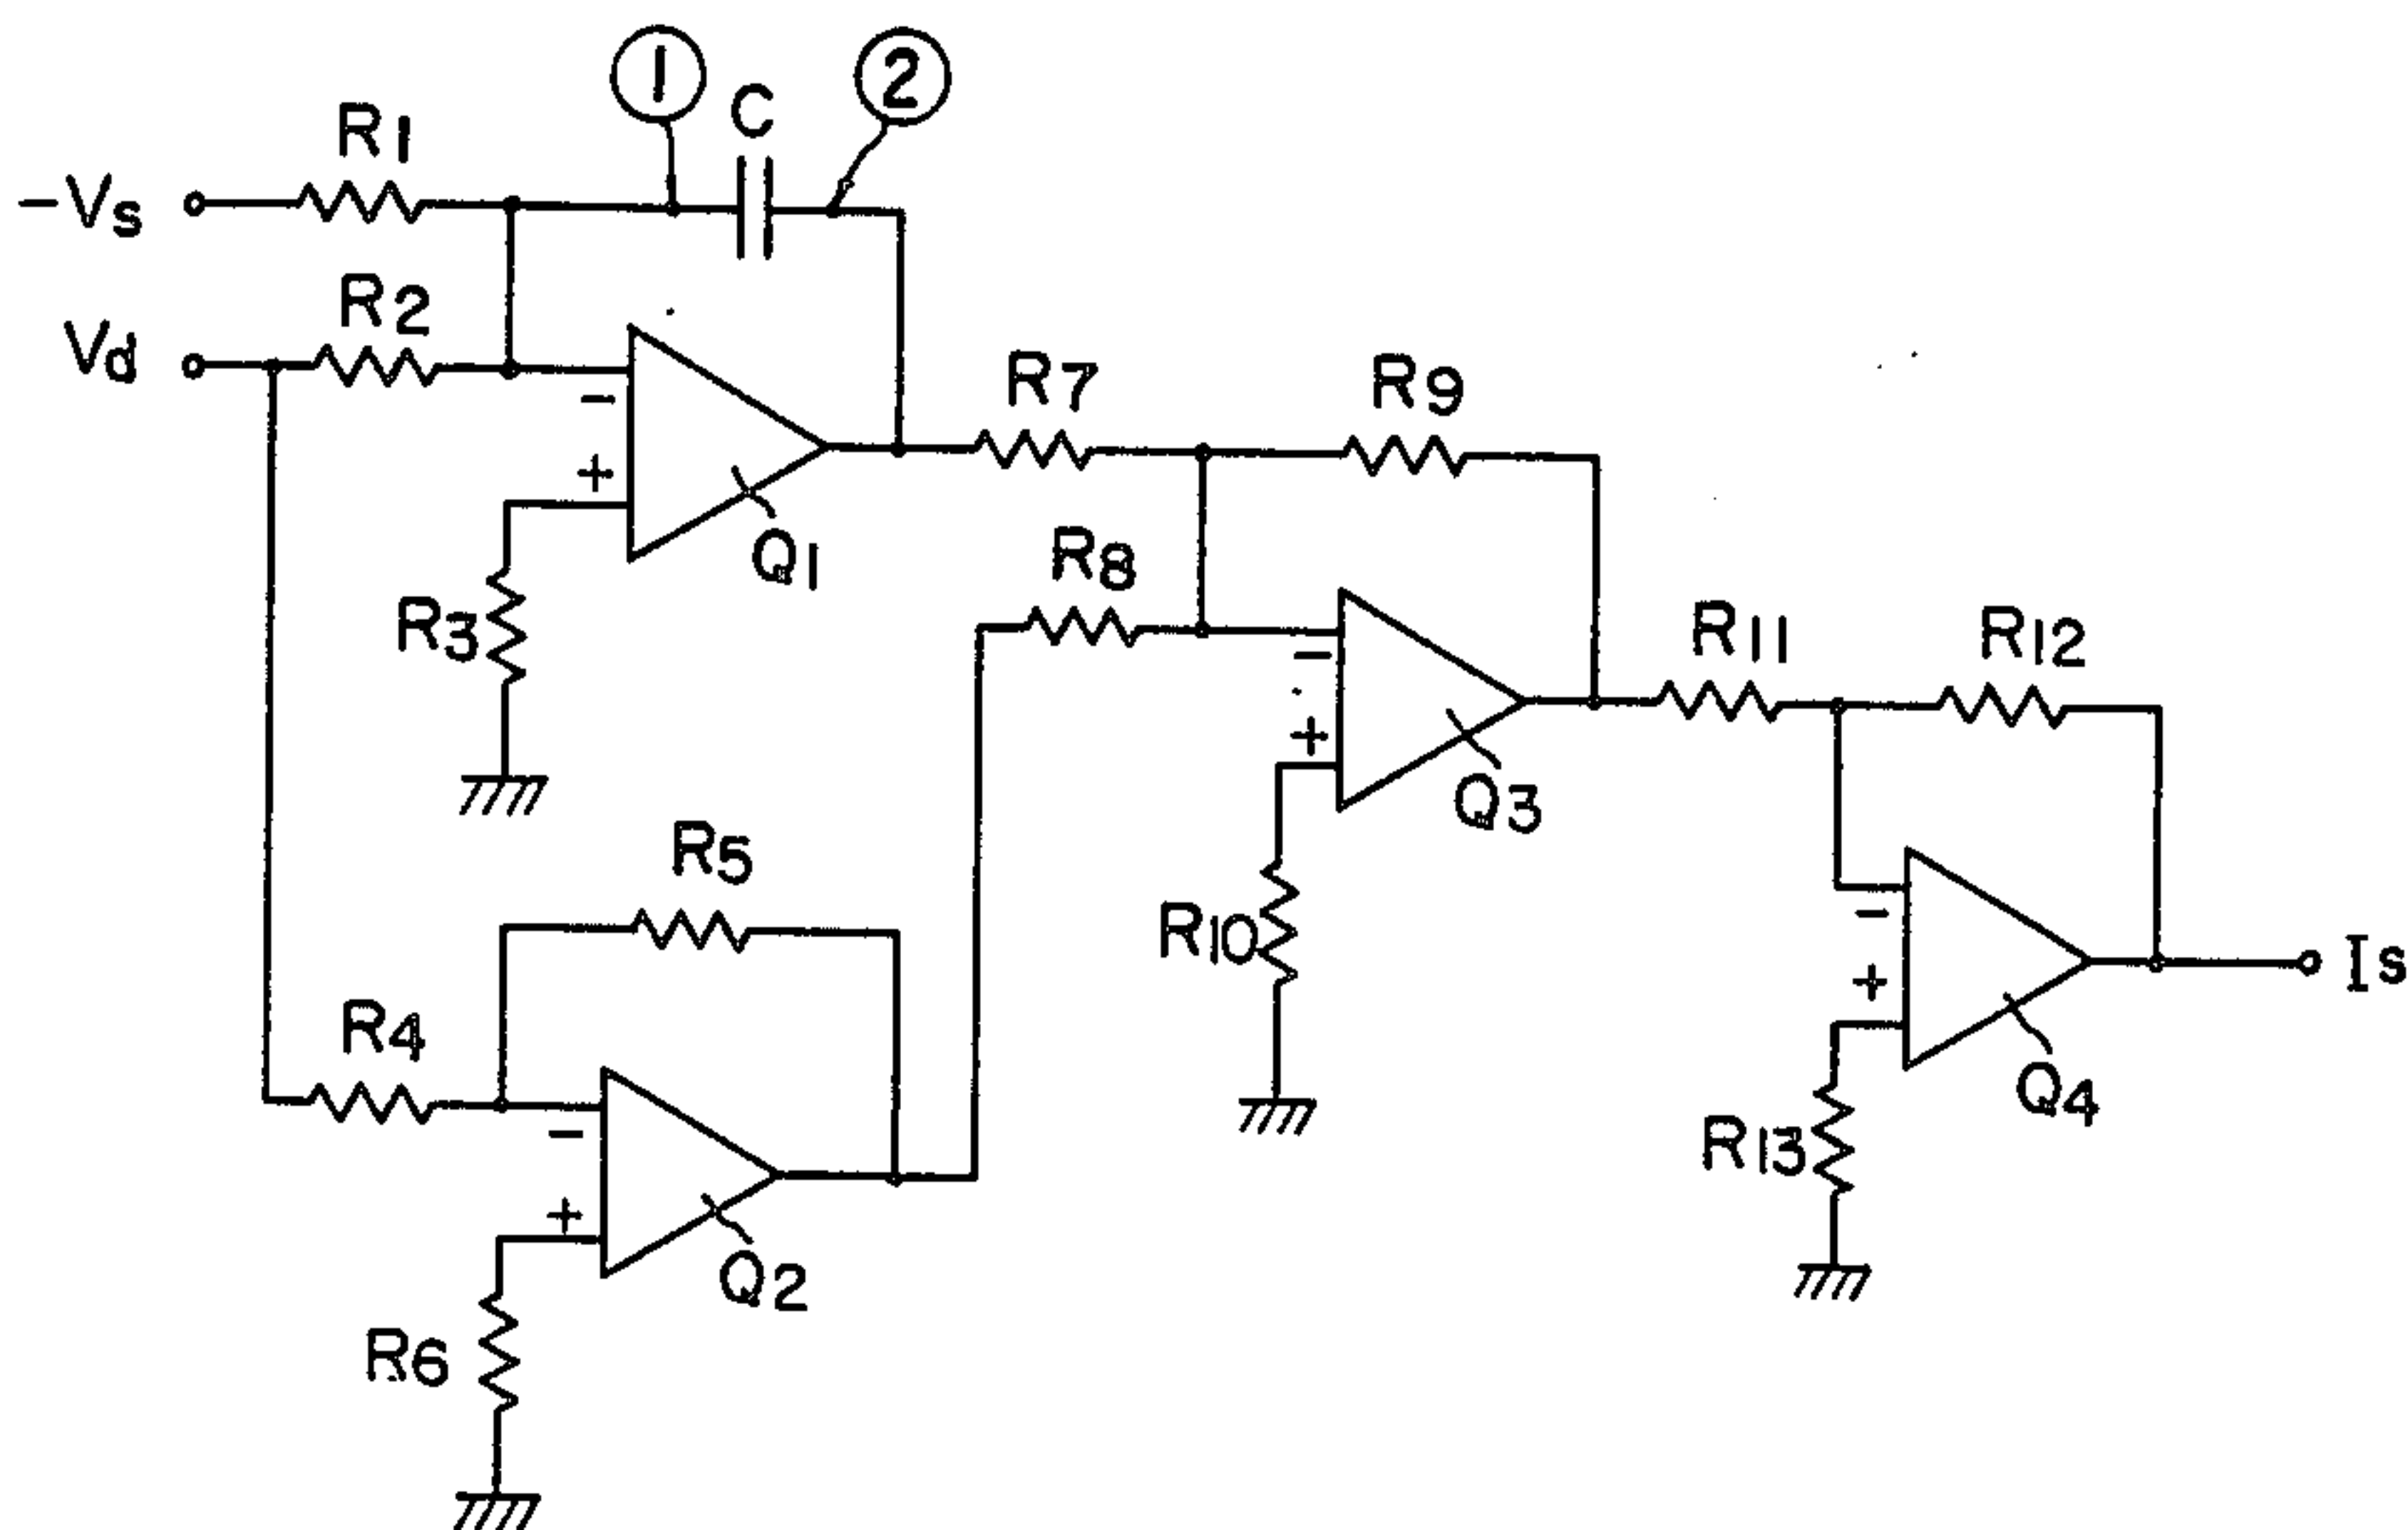 1
2
C
R1
-Vs
R2
Vd
R7
R9
-
+
Q1
R8
R3
R11
R12
-
+
Q3
R5
R10
-
+
Is
R4
Q4
-
+
R13
Q2
R6